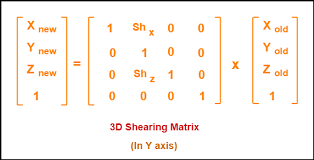 X new 1 Sh x 0 0 X old
Y new 0 1 0 0 Y old
Z new = 0 Sh z 1 0 x Z old
1 0 0 0 1 1
3D Shearing Matrix
(In Y axis)